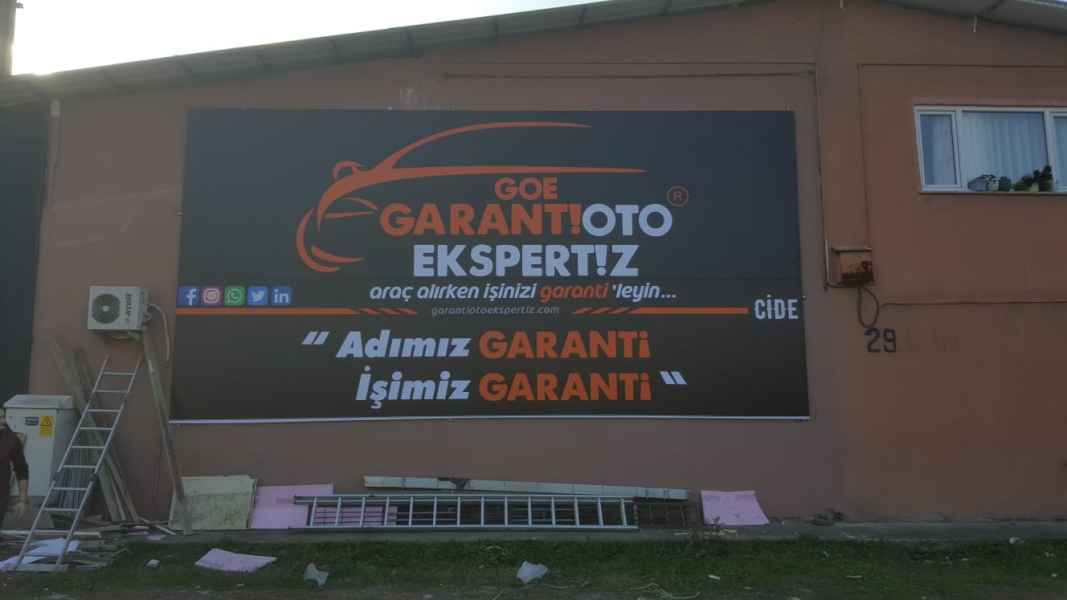 GOE
GARANT!OTO ®
EKSPERT!Z
araç alırken işinizi garanti 'leyin...
garantiotoekspertiz.com
CİDE
“ Adımız GARANTi
İşimiz GARANTi “
29